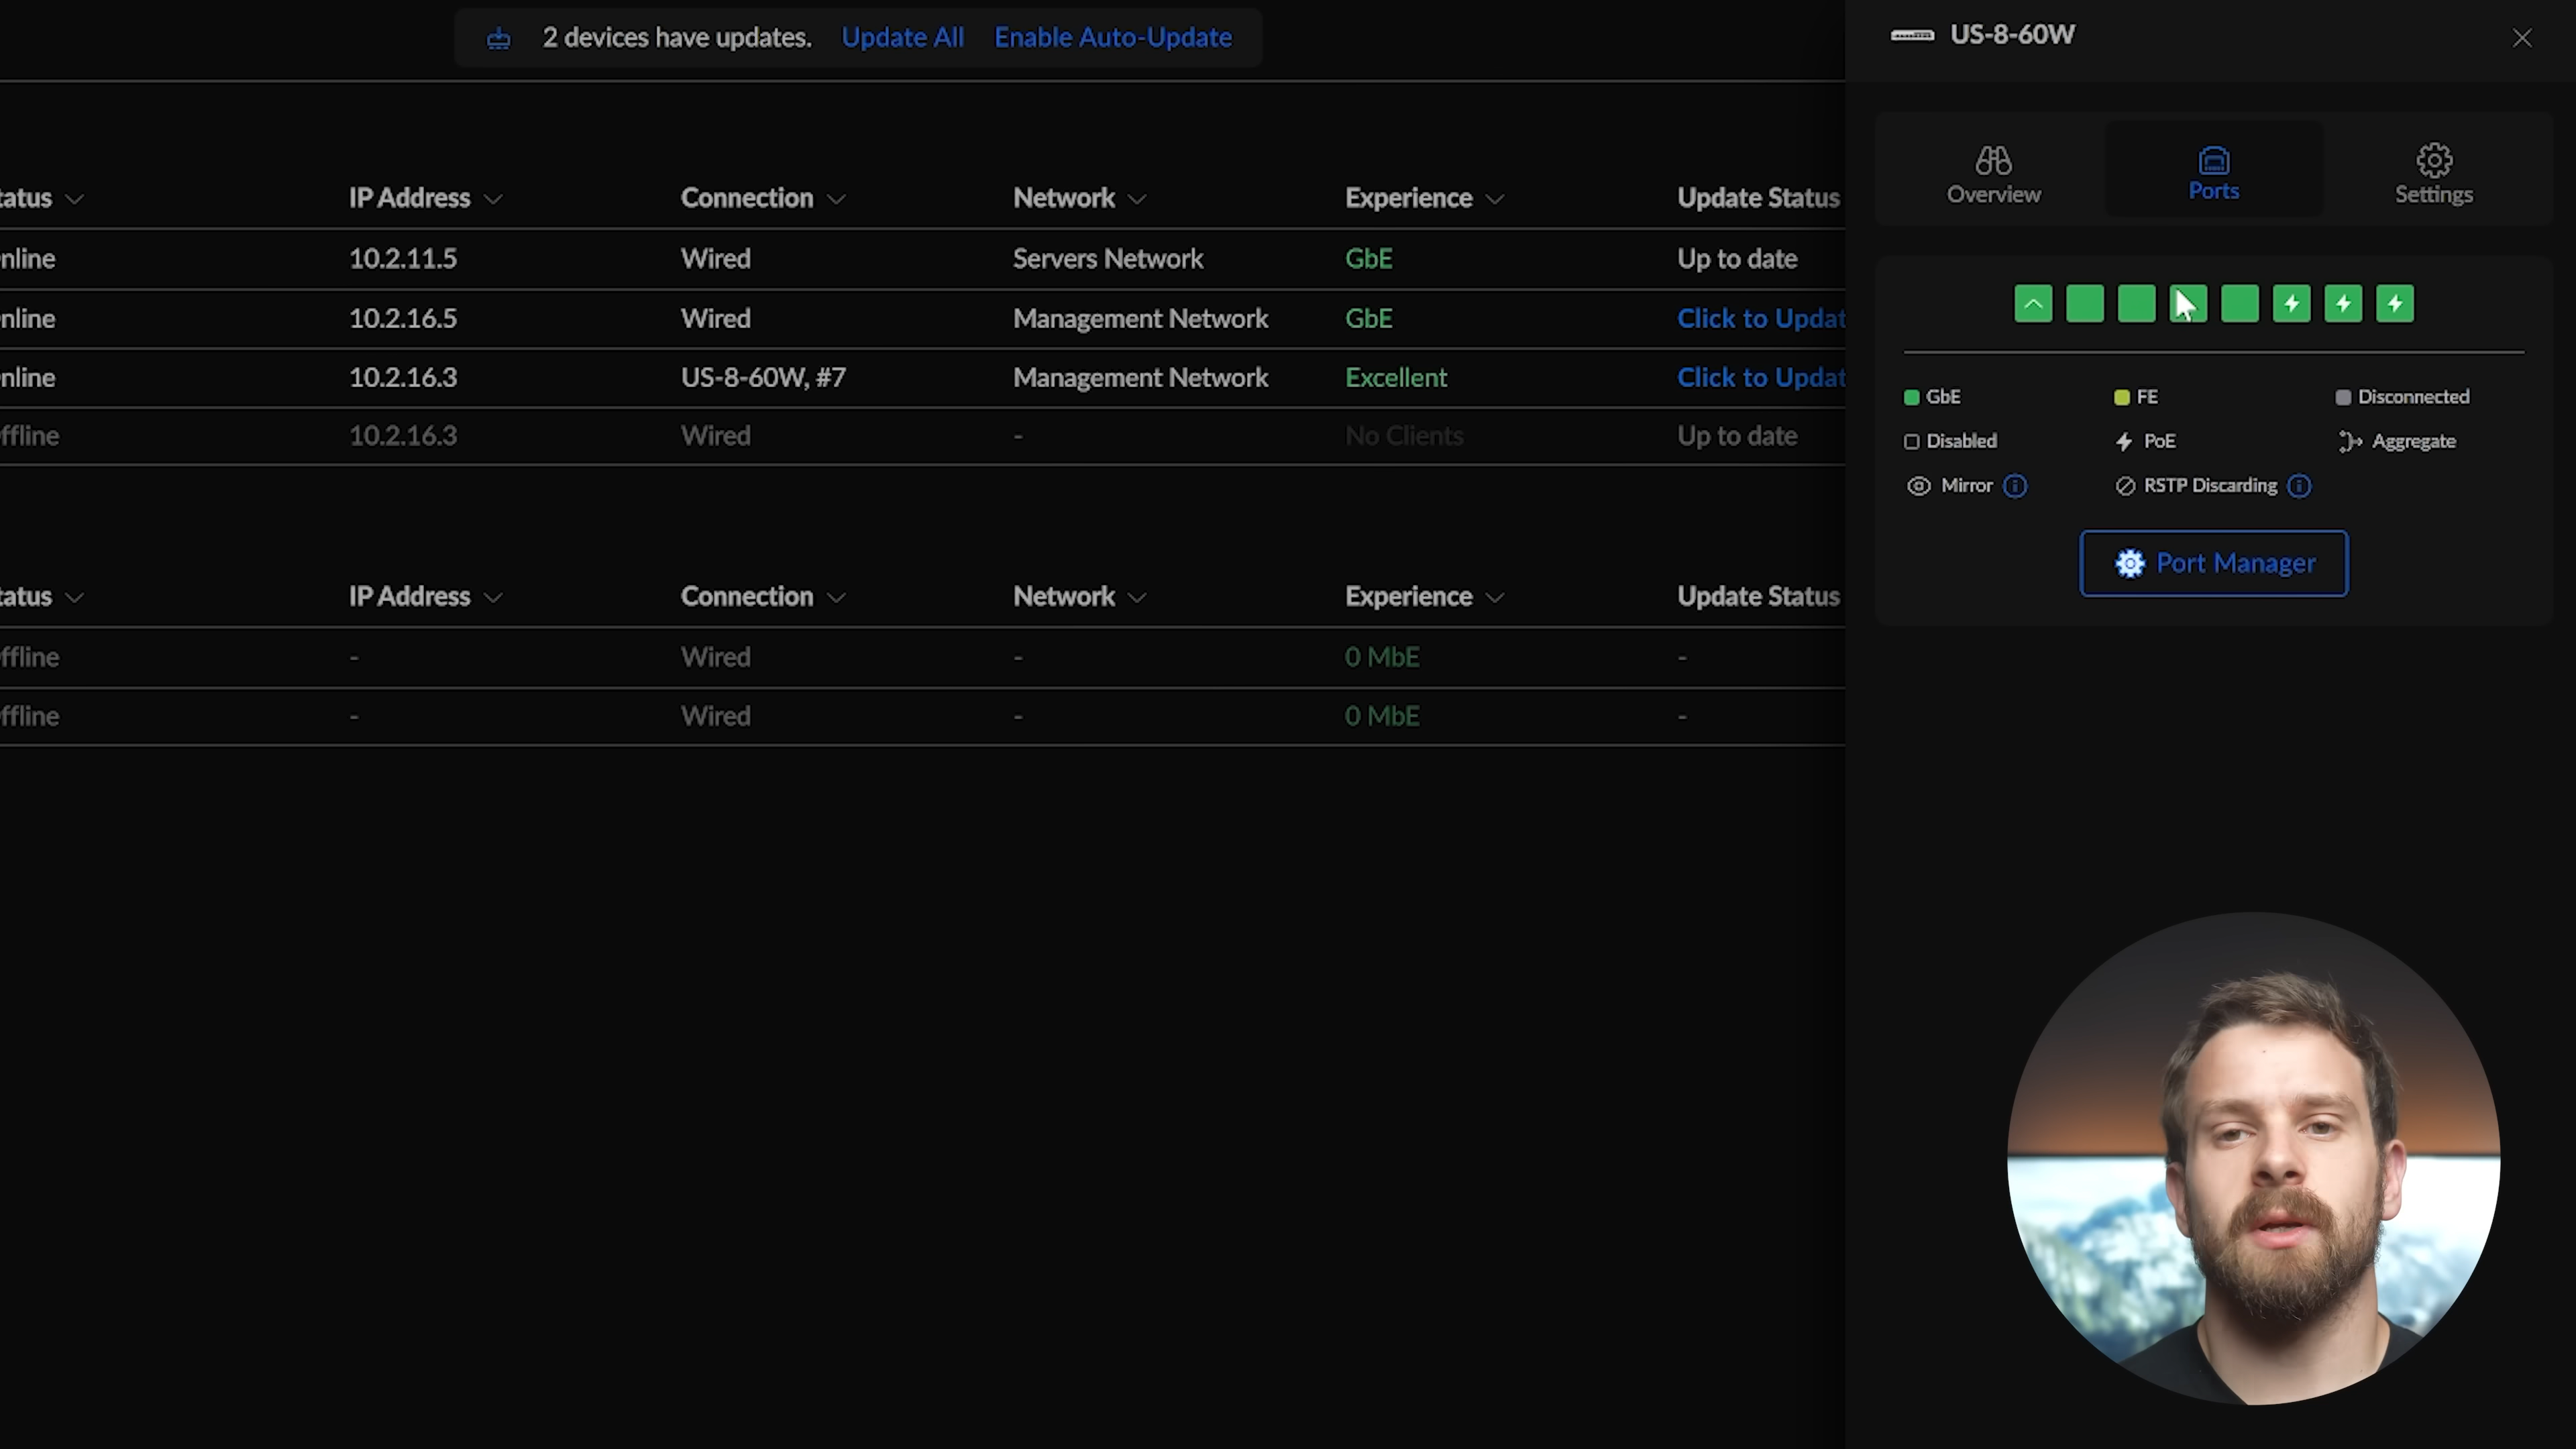 2 devices have updates. Update All Enable Auto-Update
US-8-60W
Overview Ports Settings
tatus IP Address Connection Network Experience Update Status
nline 10.2.11.5 Wired Servers Network GbE Up to date
nline 10.2.16.5 Wired Management Network GbE Click to Updat
nline 10.2.16.3 US-8-60W, #7 Management Network Excellent Click to Updat
ffline 10.2.16.3 Wired - No Clients Up to date
GbE FE Disconnected
Disabled PoE Aggregate
Mirror RSTP Discarding
Port Manager
tatus IP Address Connection Network Experience Update Status
ffline - Wired - 0 MbE -
ffline - Wired - 0 MbE -